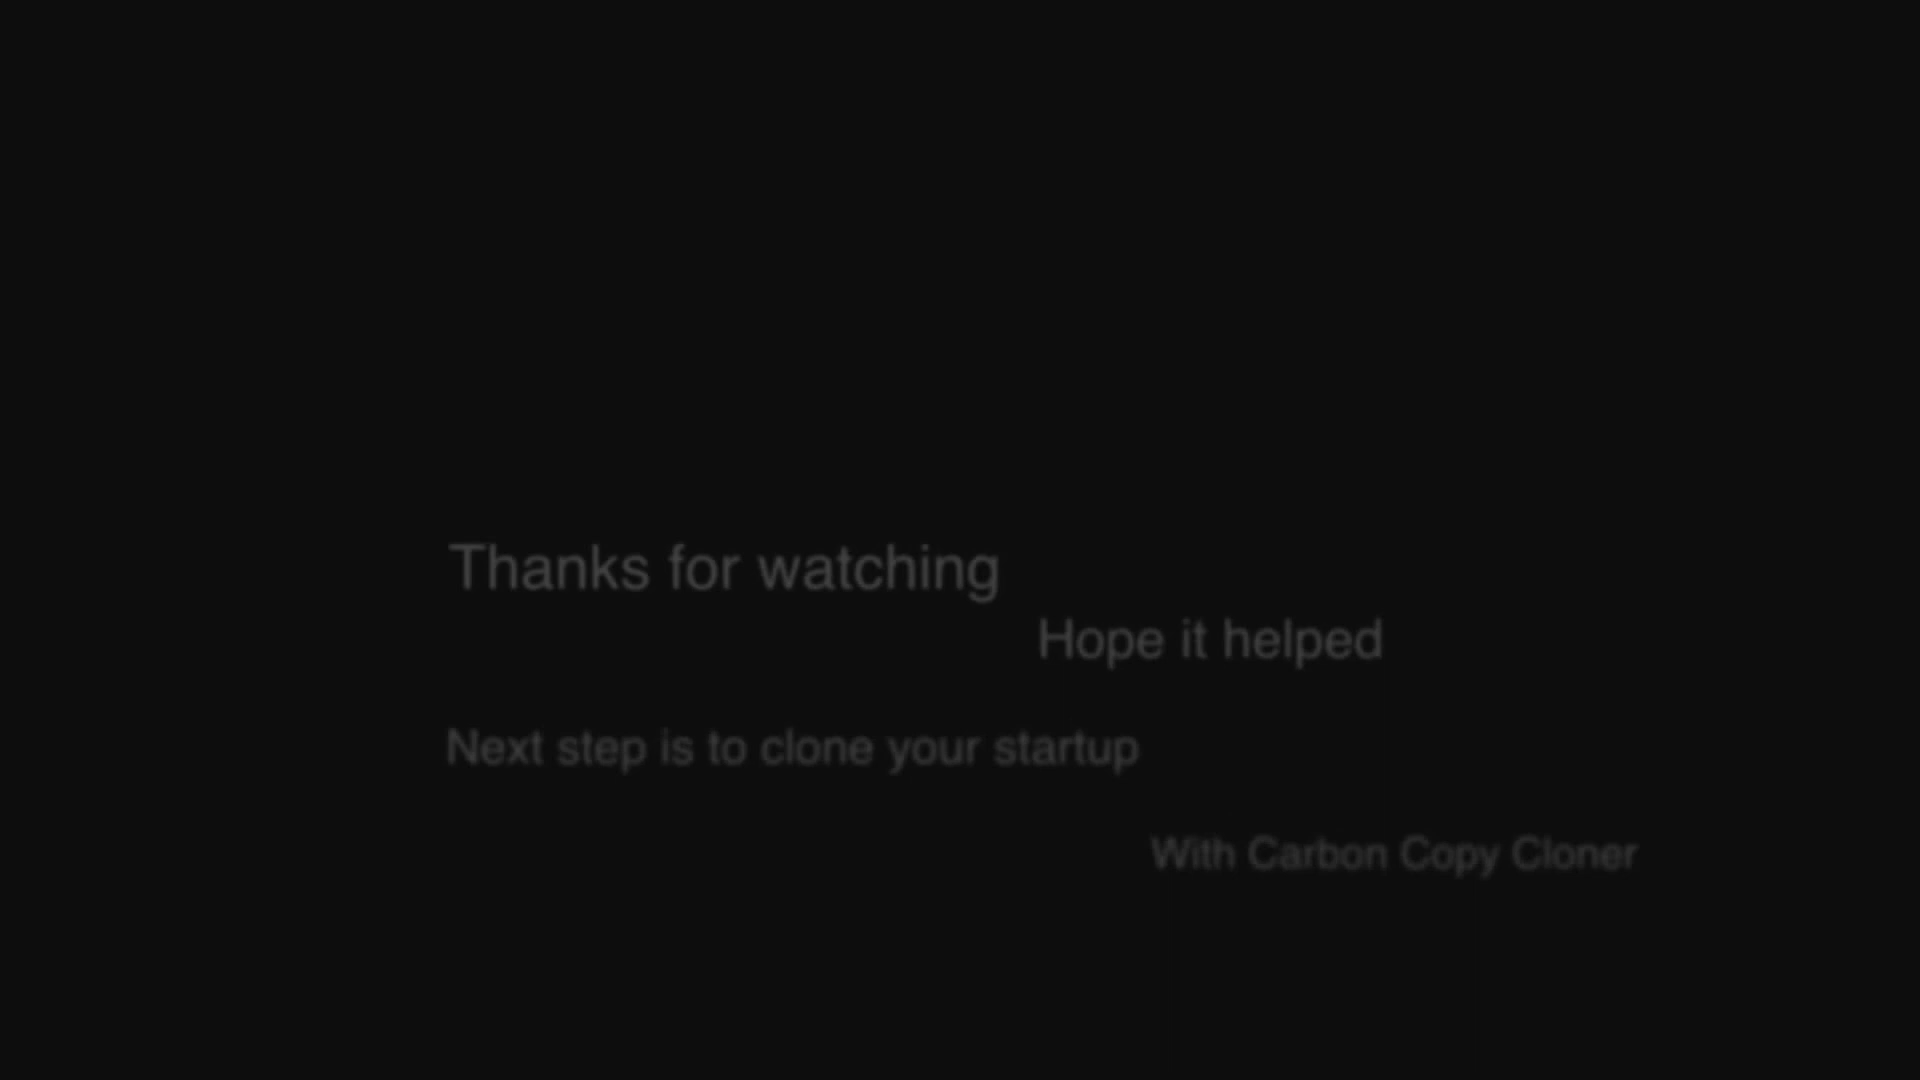 Thanks for watching
Hope it helped
Next step is to clone your startup
With Carbon Copy Cloner